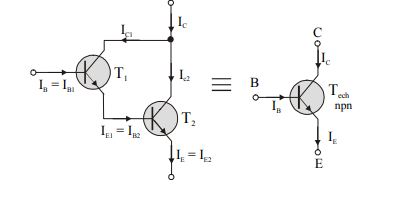 I_C1
I_C
T_1
I_B = I_B1
I_c2
T_2
I_E1 = I_B2
I_E = I_E2
≡
C
I_C
B
T_ech
npn
I_B
I_E
E